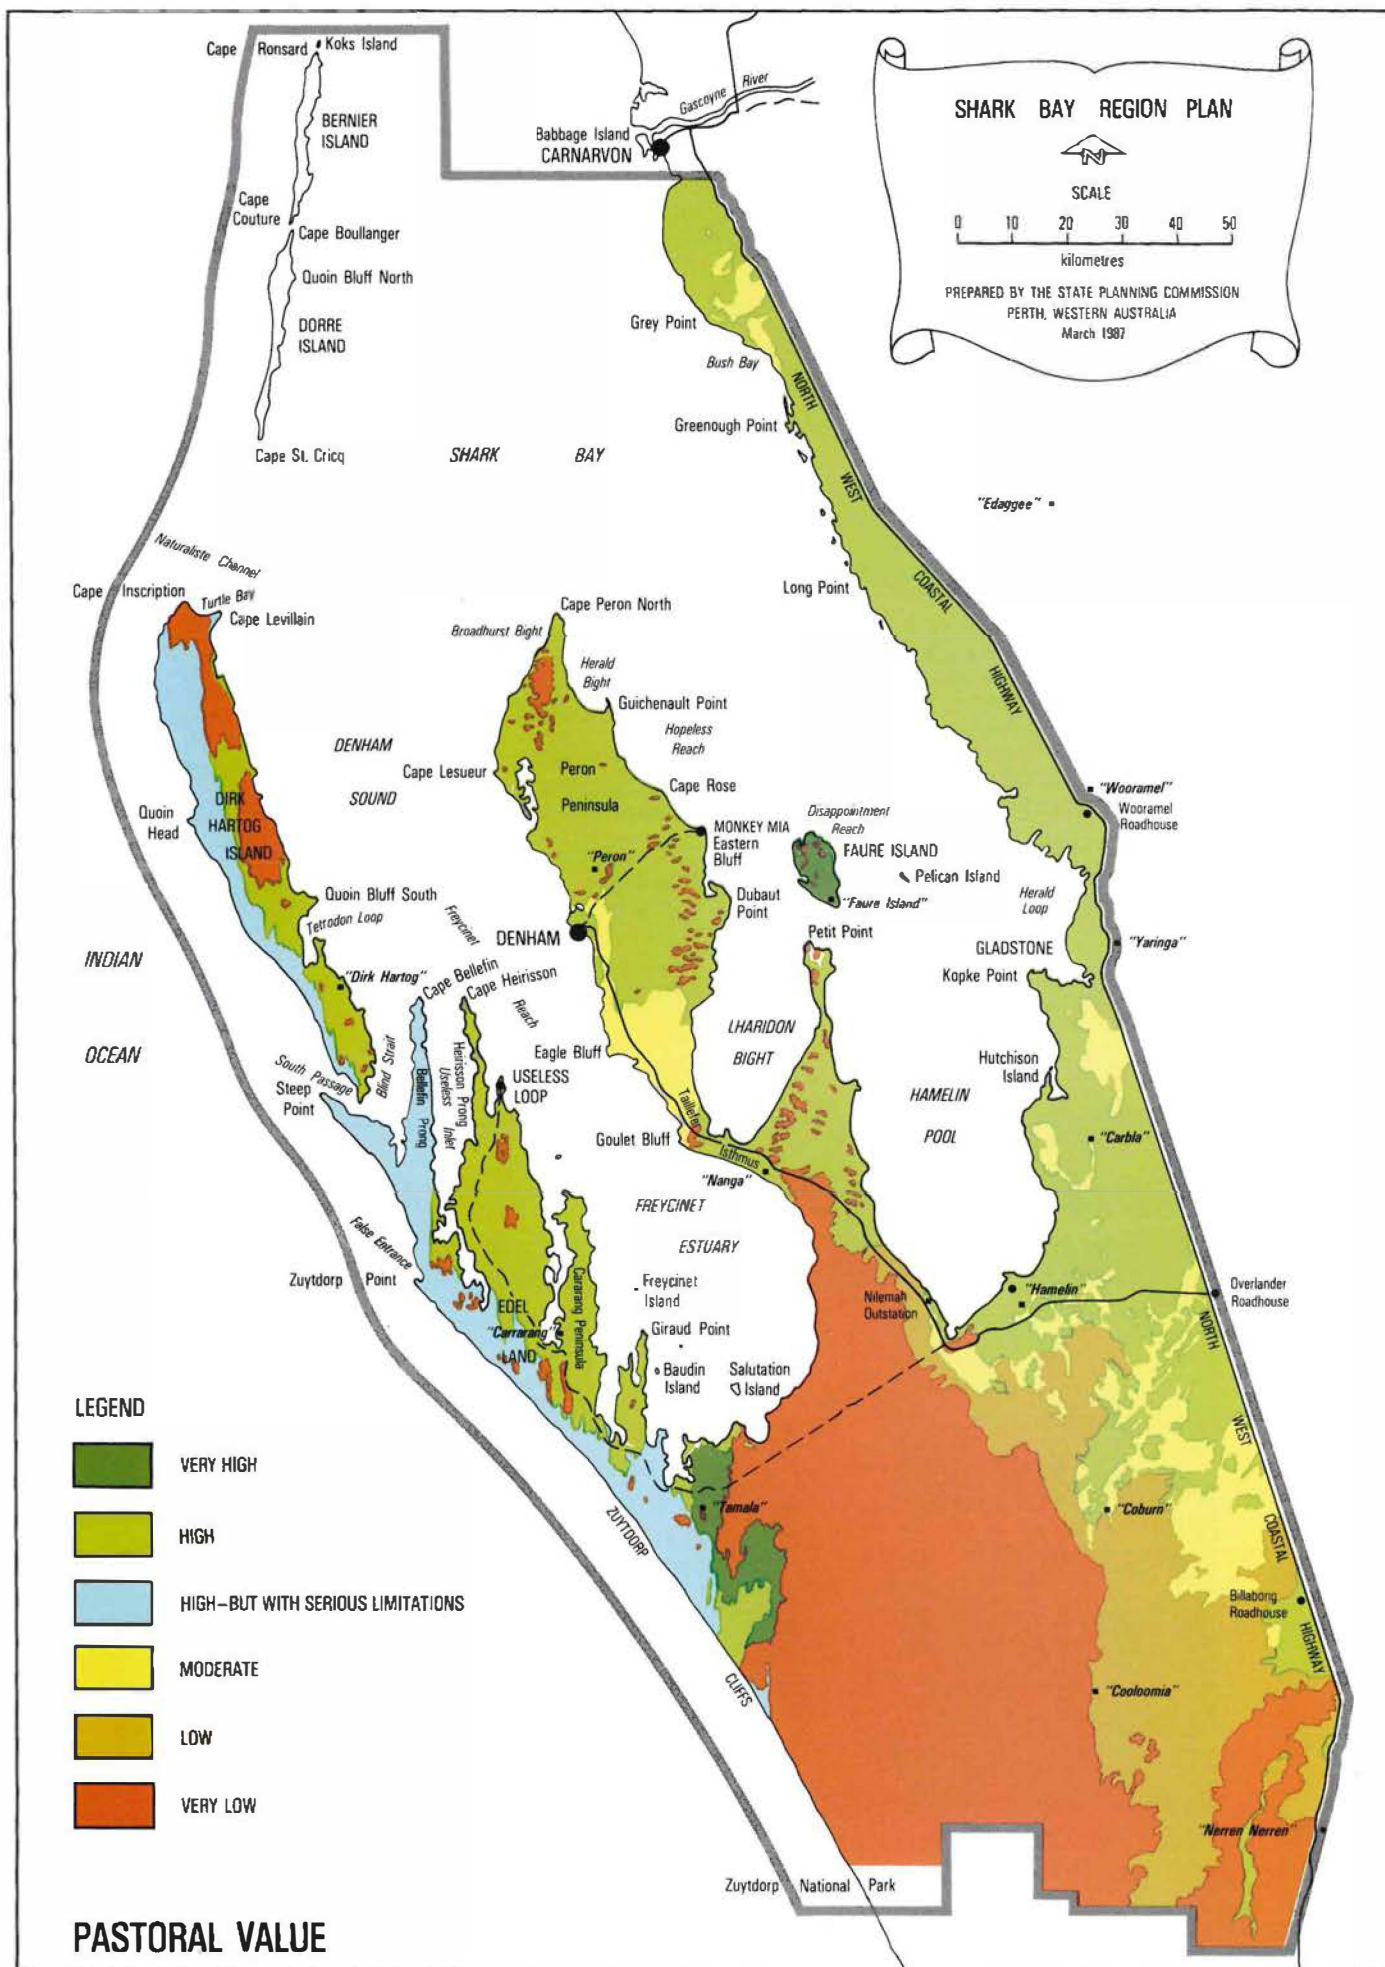 Cape Ronsard
Koks Island
BERNIER
ISLAND
Cape
Couture
Cape Boullanger
Quoin Bluff North
DORRE
ISLAND
Cape St. Cricq
Gascoyne River
Babbage Island
CARNARVON
SHARK BAY REGION PLAN
N
SCALE
0 10 20 30 40 50
kilometres
PREPARED BY THE STATE PLANNING COMMISSION
PERTH, WESTERN AUSTRALIA
March 1987
Grey Point
Bush Bay
Greenough Point
SHARK BAY
NORTH
WEST
COASTAL
HIGHWAY
"Edaggee"
Long Point
Naturaliste Channel
Cape Inscription
Turtle Bay
Cape Levillain
Cape Peron North
Broadhurst Bight
Herald
Bight
Guichenault Point
Hopeless
Reach
DENHAM
SOUND
Cape Lesueur
Peron
Peninsula
Cape Rose
"Wooramel"
Wooramel
Roadhouse
Quoin
Head
DIRK
HARTOG
ISLAND
MONKEY MIA
Eastern
Bluff
Disappointment
Reach
FAURE ISLAND
Pelican Island
"Faure Island"
"Peron"
Dubaut
Point
Herald
Loop
Quoin Bluff South
Tetrodon Loop
Freycinet
Reach
DENHAM
Petit Point
GLADSTONE
"Yaringa"
Kopke Point
INDIAN
OCEAN
"Dirk Hartog"
Cape Bellefin
Cape Heirisson
LHARIDON
BIGHT
Eagle Bluff
Hutchison
Island
South Passage
Steep
Point
Blind Strait
Bellefin Prong
Heirisson Prong
Useless Inlet
USELESS
LOOP
HAMELIN
POOL
"Carbla"
Goulet Bluff
Taillefer
Isthmus
"Nanga"
FREYCINET
ESTUARY
False Entrance
Zuytdorp Point
Cararang Peninsula
Freycinet
Island
Nilemah
Outstation
"Hamelin"
Overlander
Roadhouse
EDEL
LAND
"Carrarang"
Giraud Point
Baudin
Island
Salutation
Island
NORTH
WEST
COASTAL
HIGHWAY
LEGEND
VERY HIGH
HIGH
HIGH-BUT WITH SERIOUS LIMITATIONS
MODERATE
LOW
VERY LOW
ZUYTDORP
CLIFFS
"Tamala"
"Coburn"
Billabong
Roadhouse
"Cooloomia"
"Nerren Nerren"
Zuytdorp National Park
PASTORAL VALUE